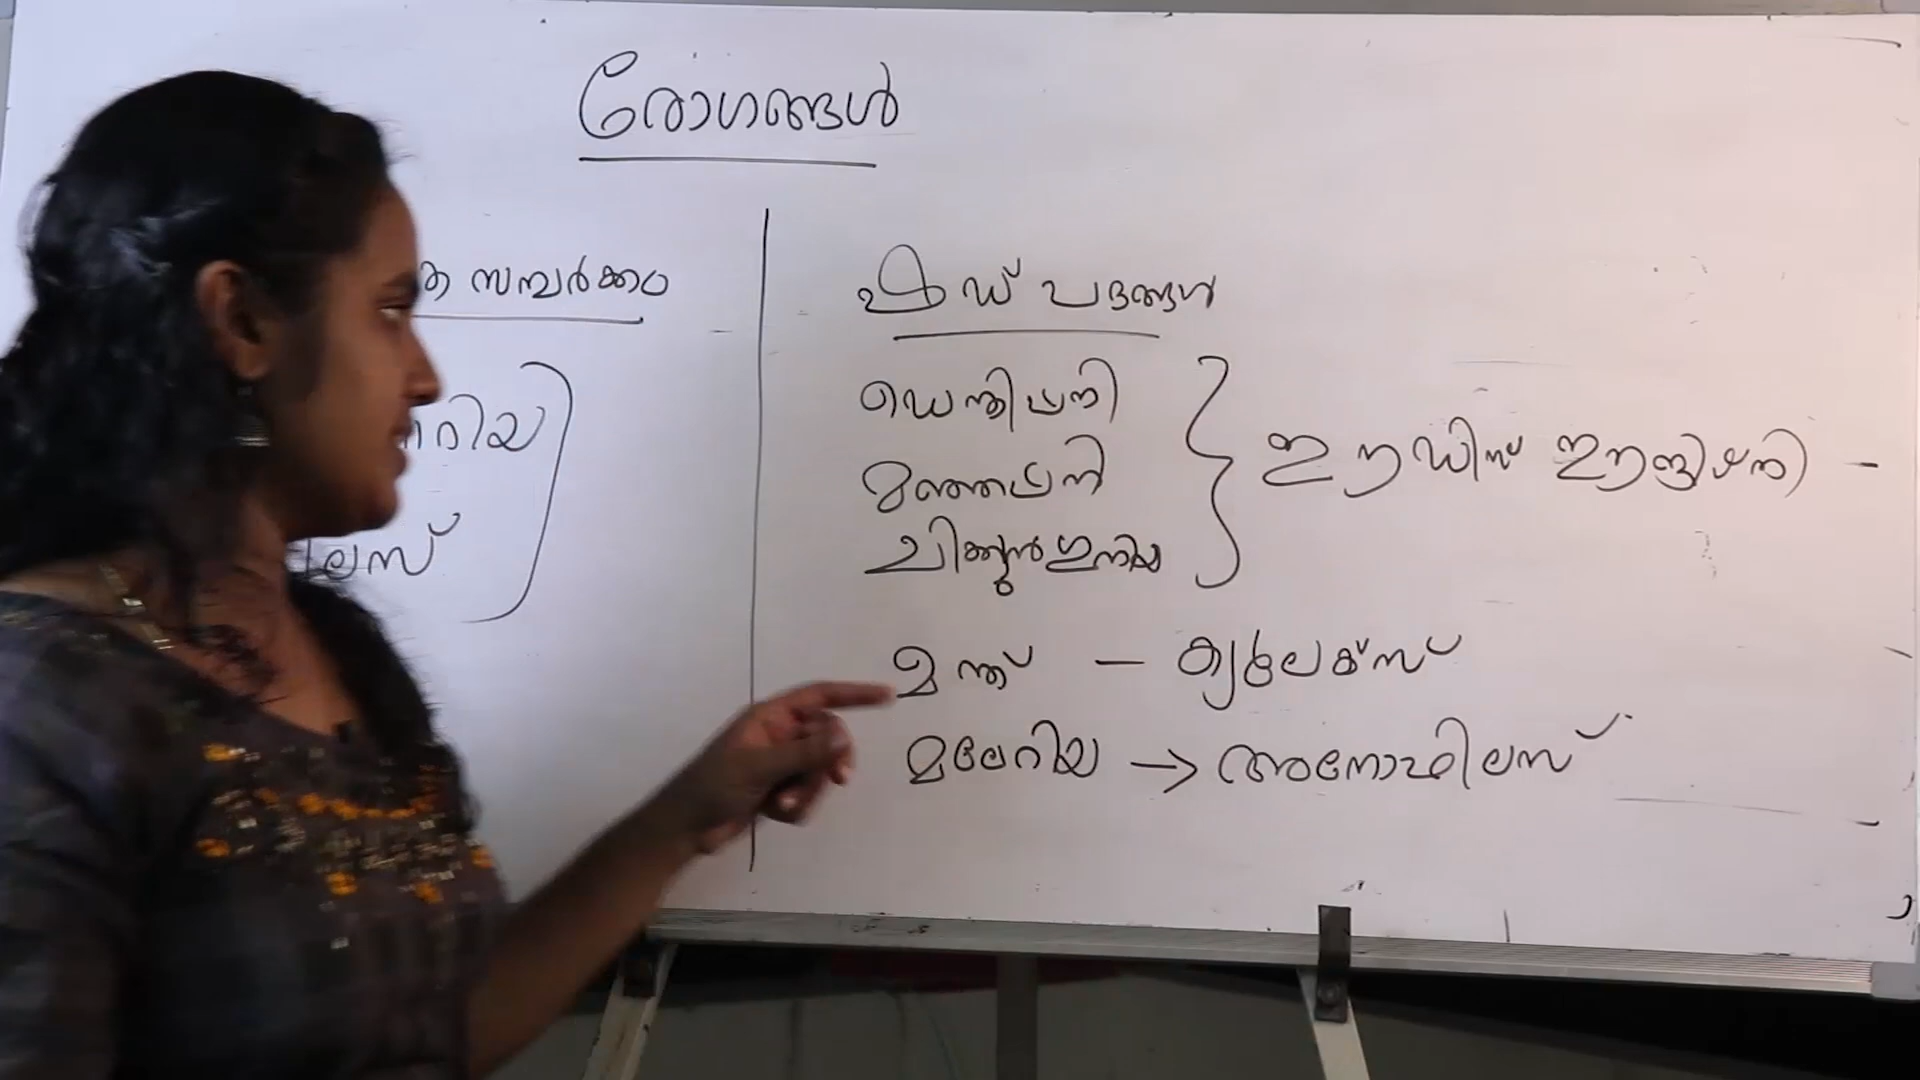 രോഗങ്ങൾ
സമ്പർക്കം
റിയ
ലസ്
ഷഡ് പദങ്ങൾ
ഡെങ്കിപ്പനി
മഞ്ഞപ്പനി
ചിക്കുൻഗുനിയ
ഈഡിസ് ഈജിപ്തി -
മന്ത് - ക്യൂലക്സ്
മലേറിയ → അനോഫിലസ്